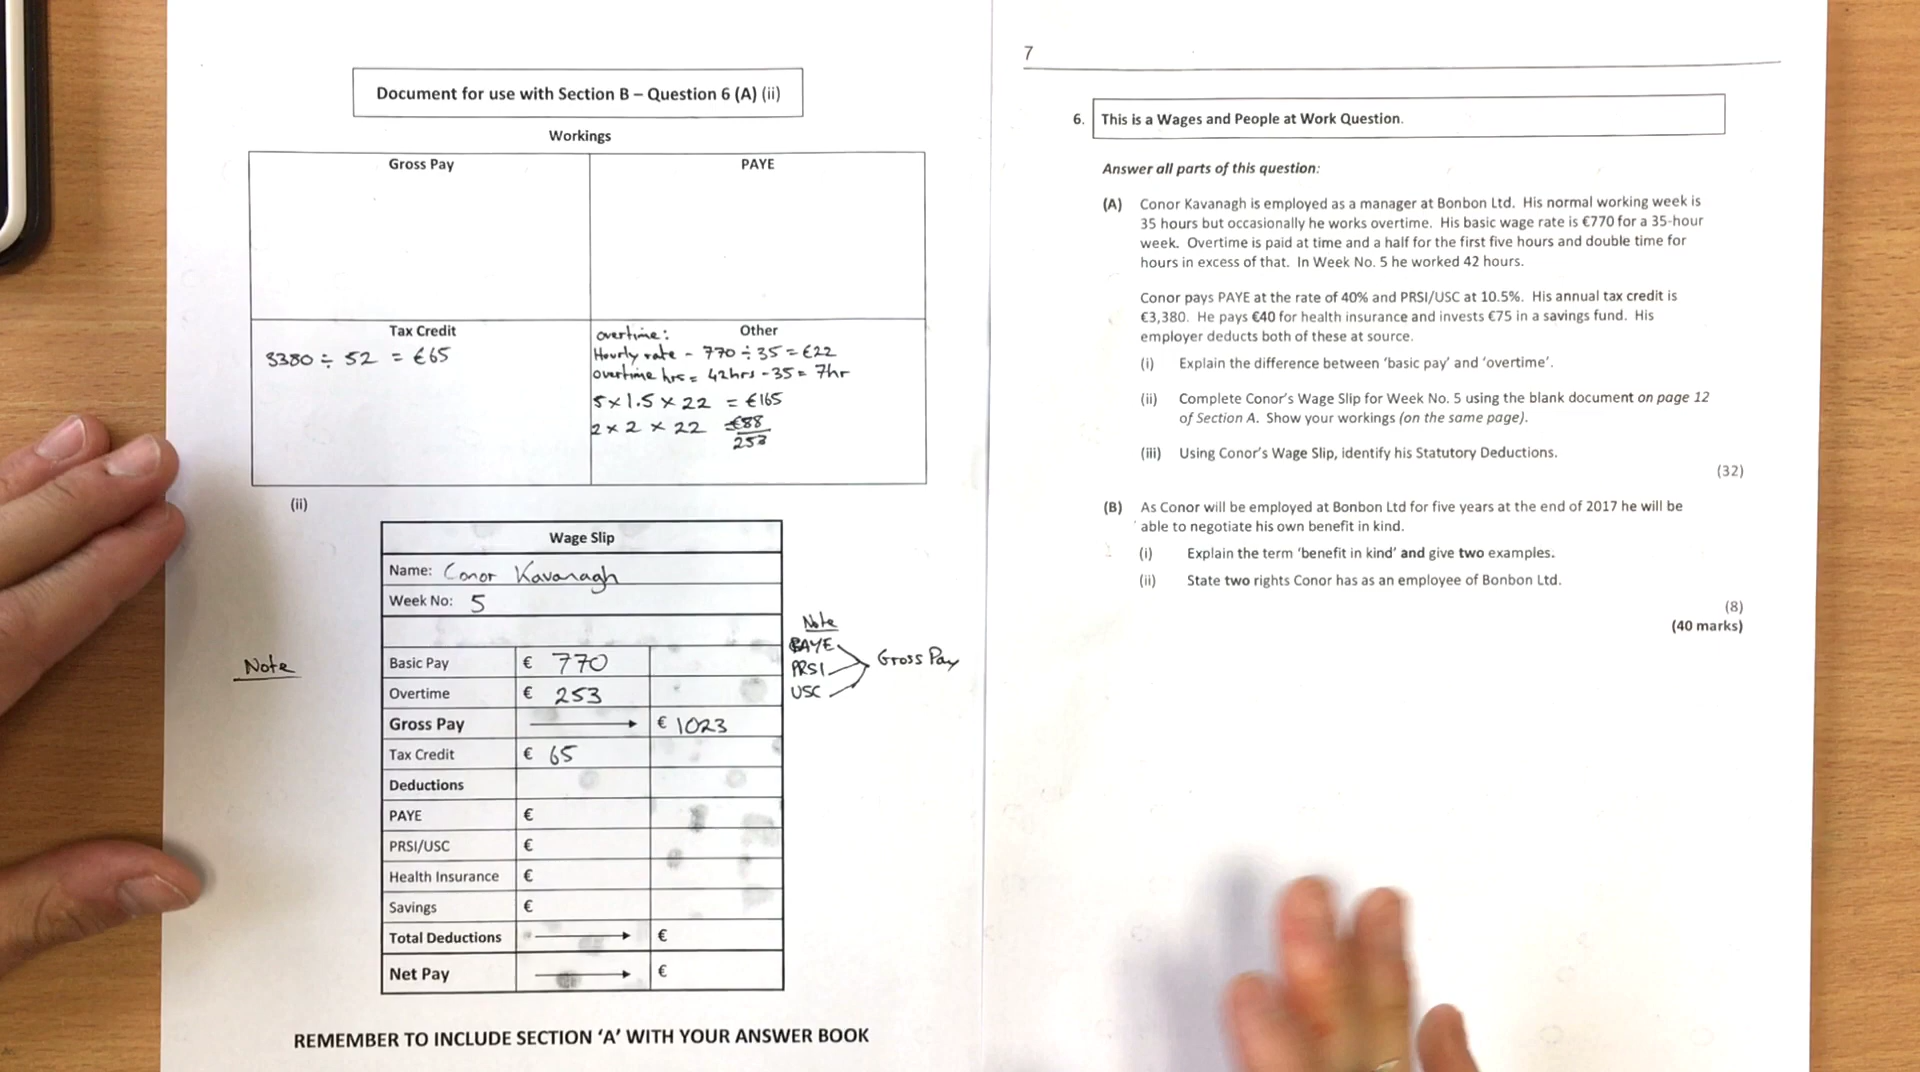 Document for use with Section B – Question 6 (A) (ii)
Workings
Gross Pay
PAYE
Tax Credit
3380 ÷ 52 = €65
Other
overtime:
Hourly rate - 770 ÷ 35 = €22
overtime hrs = 42hrs - 35 = 7hr
5 x 1.5 x 22 = €165
2 x 2 x 22 €88
253
(ii)
Wage Slip
Name: Conor Kavanagh
Week No: 5
Basic Pay € 770
Overtime € 253
Gross Pay € 1023
Tax Credit € 65
Deductions
PAYE €
PRSI/USC €
Health Insurance €
Savings €
Total Deductions €
Net Pay €
Note
Note
PAYE
PRSI
USC
Gross Pay
REMEMBER TO INCLUDE SECTION ‘A’ WITH YOUR ANSWER BOOK
7
6. This is a Wages and People at Work Question.
Answer all parts of this question:
(A) Conor Kavanagh is employed as a manager at Bonbon Ltd. His normal working week is
35 hours but occasionally he works overtime. His basic wage rate is €770 for a 35-hour
week. Overtime is paid at time and a half for the first five hours and double time for
hours in excess of that. In Week No. 5 he worked 42 hours.
Conor pays PAYE at the rate of 40% and PRSI/USC at 10.5%. His annual tax credit is
€3,380. He pays €40 for health insurance and invests €75 in a savings fund. His
employer deducts both of these at source.
(i) Explain the difference between ‘basic pay’ and ‘overtime’.
(ii) Complete Conor’s Wage Slip for Week No. 5 using the blank document on page 12
of Section A. Show your workings (on the same page).
(iii) Using Conor’s Wage Slip, identify his Statutory Deductions.
(32)
(B) As Conor will be employed at Bonbon Ltd for five years at the end of 2017 he will be
able to negotiate his own benefit in kind.
(i) Explain the term ‘benefit in kind’ and give two examples.
(ii) State two rights Conor has as an employee of Bonbon Ltd.
(8)
(40 marks)